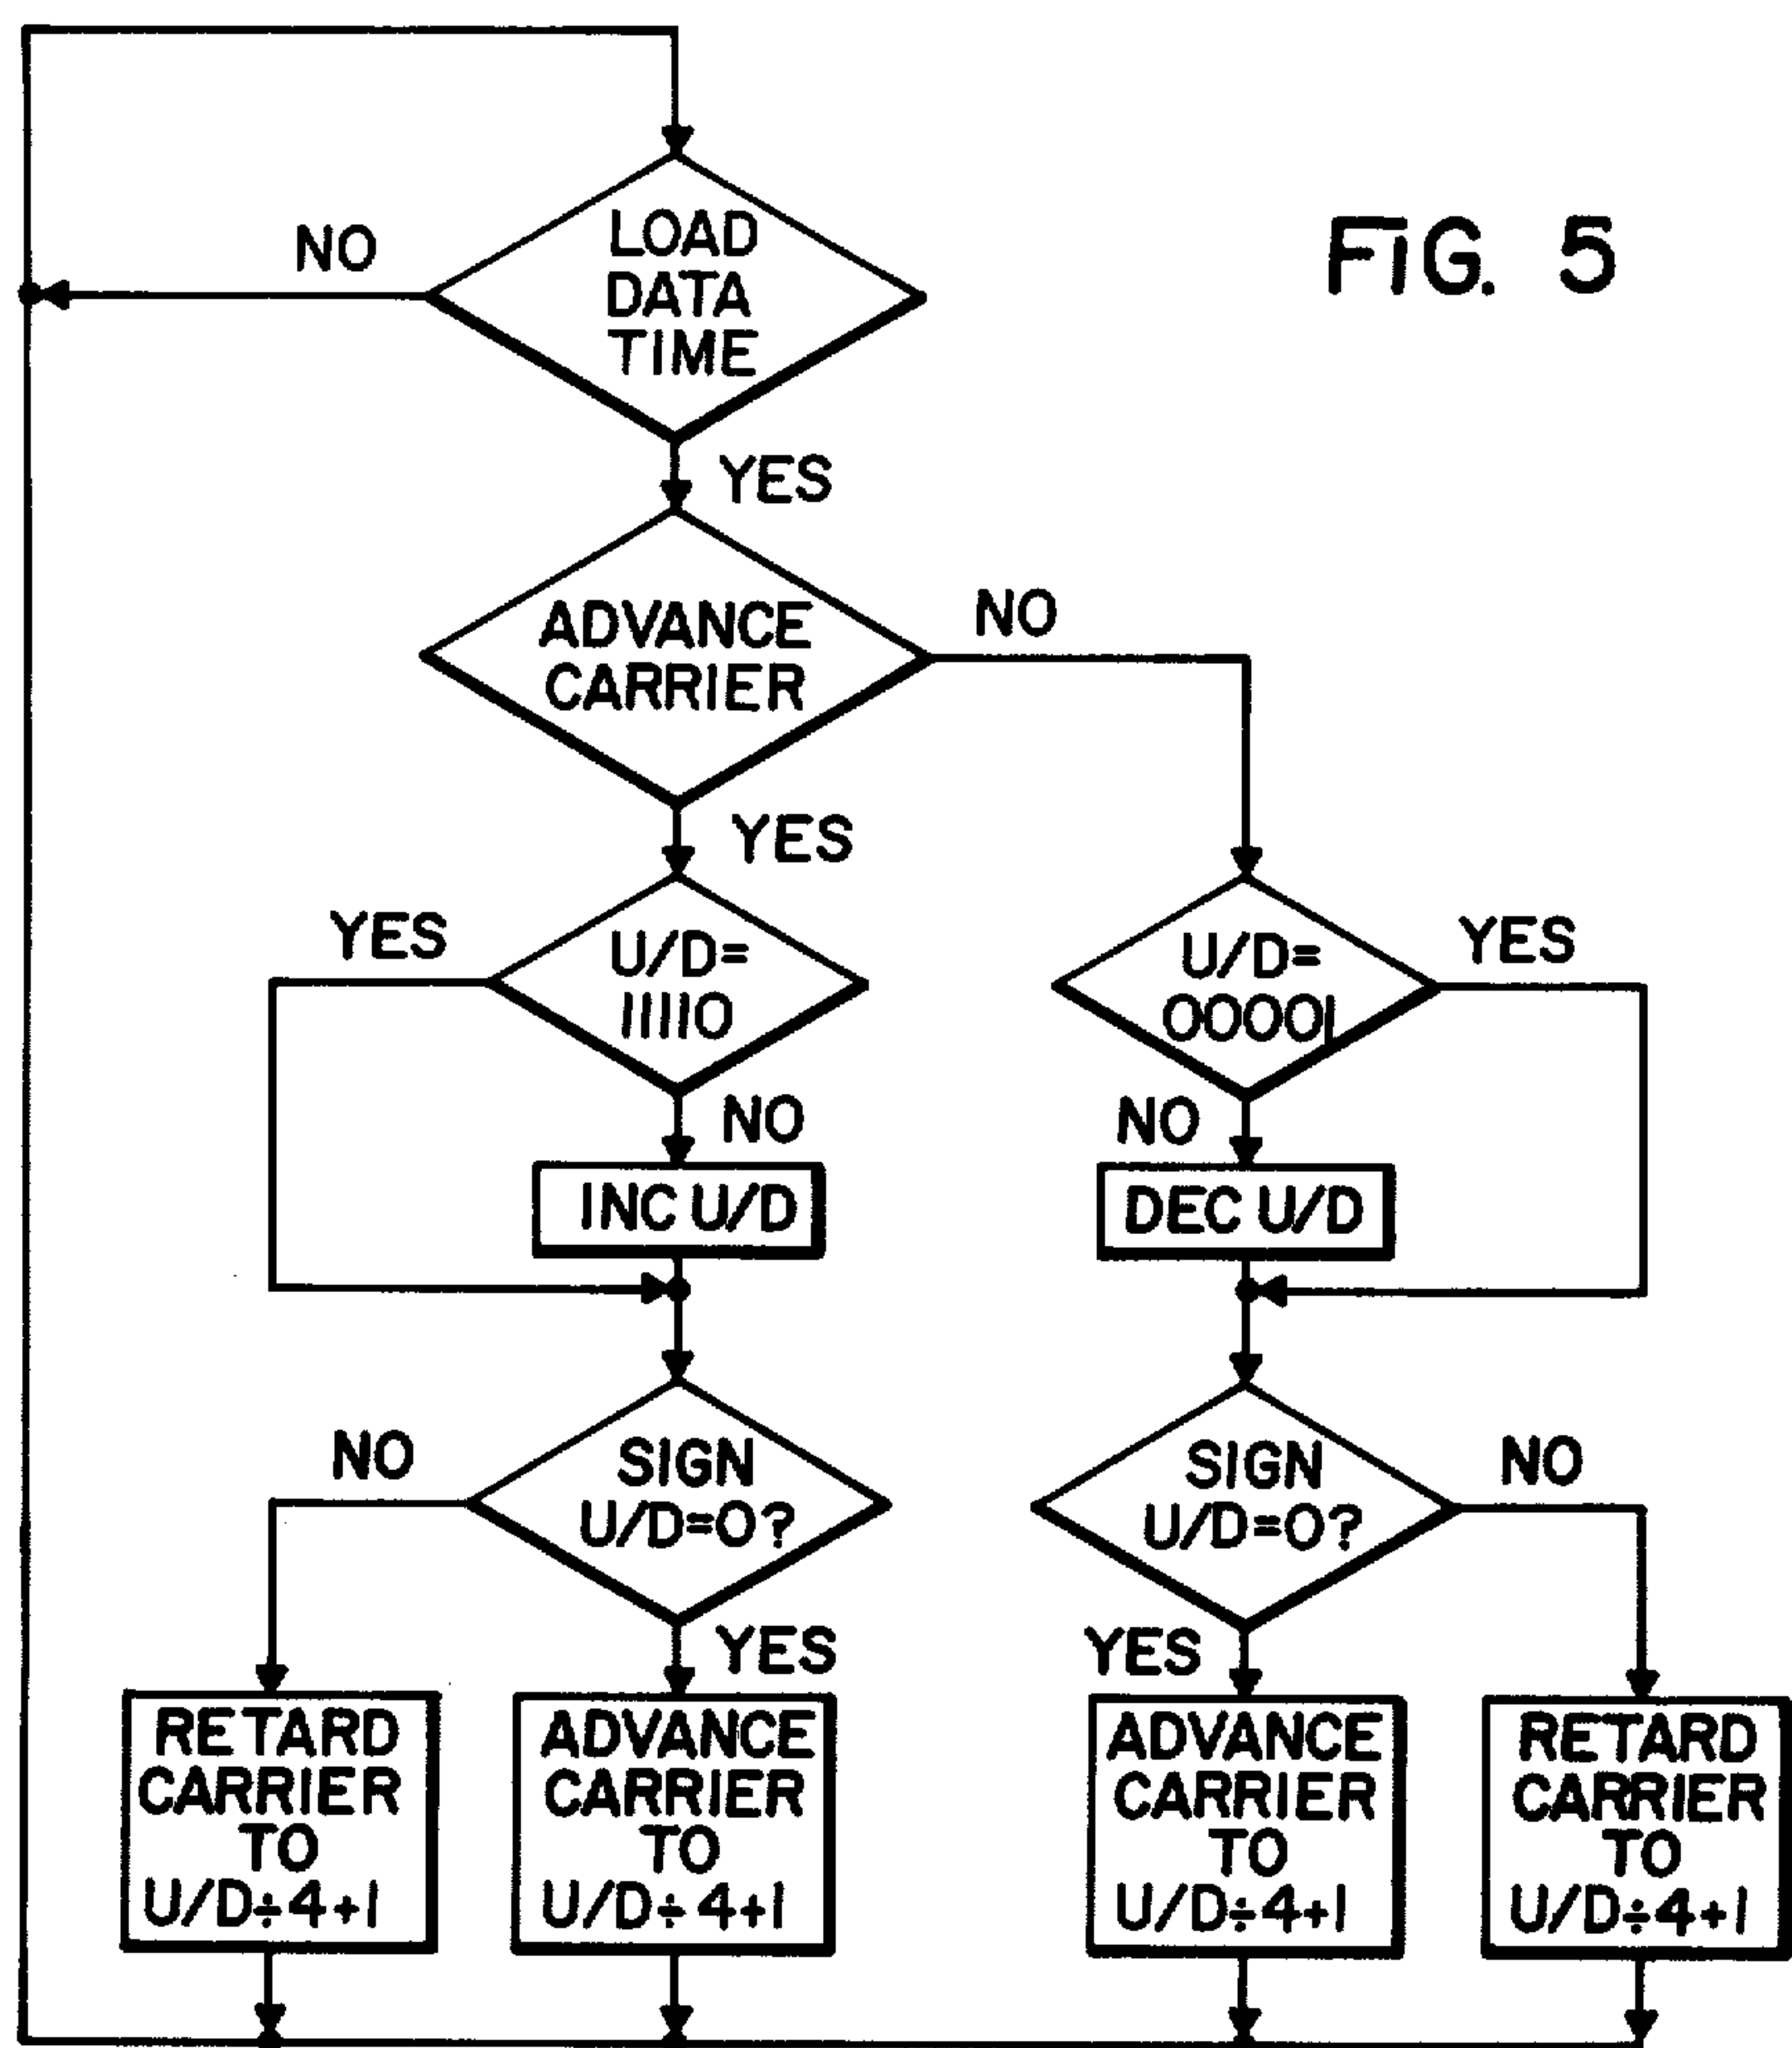 FIG. 5
NO
LOAD
DATA
TIME
YES
ADVANCE
CARRIER
NO
YES
YES
U/D=
11110
NO
INC U/D
U/D=
00001
YES
NO
DEC U/D
NO
SIGN
U/D=0?
YES
SIGN
U/D=0?
NO
YES
RETARD
CARRIER
TO
U/D÷4+1
ADVANCE
CARRIER
TO
U/D÷4+1
ADVANCE
CARRIER
TO
U/D÷4+1
RETARD
CARRIER
TO
U/D÷4+1